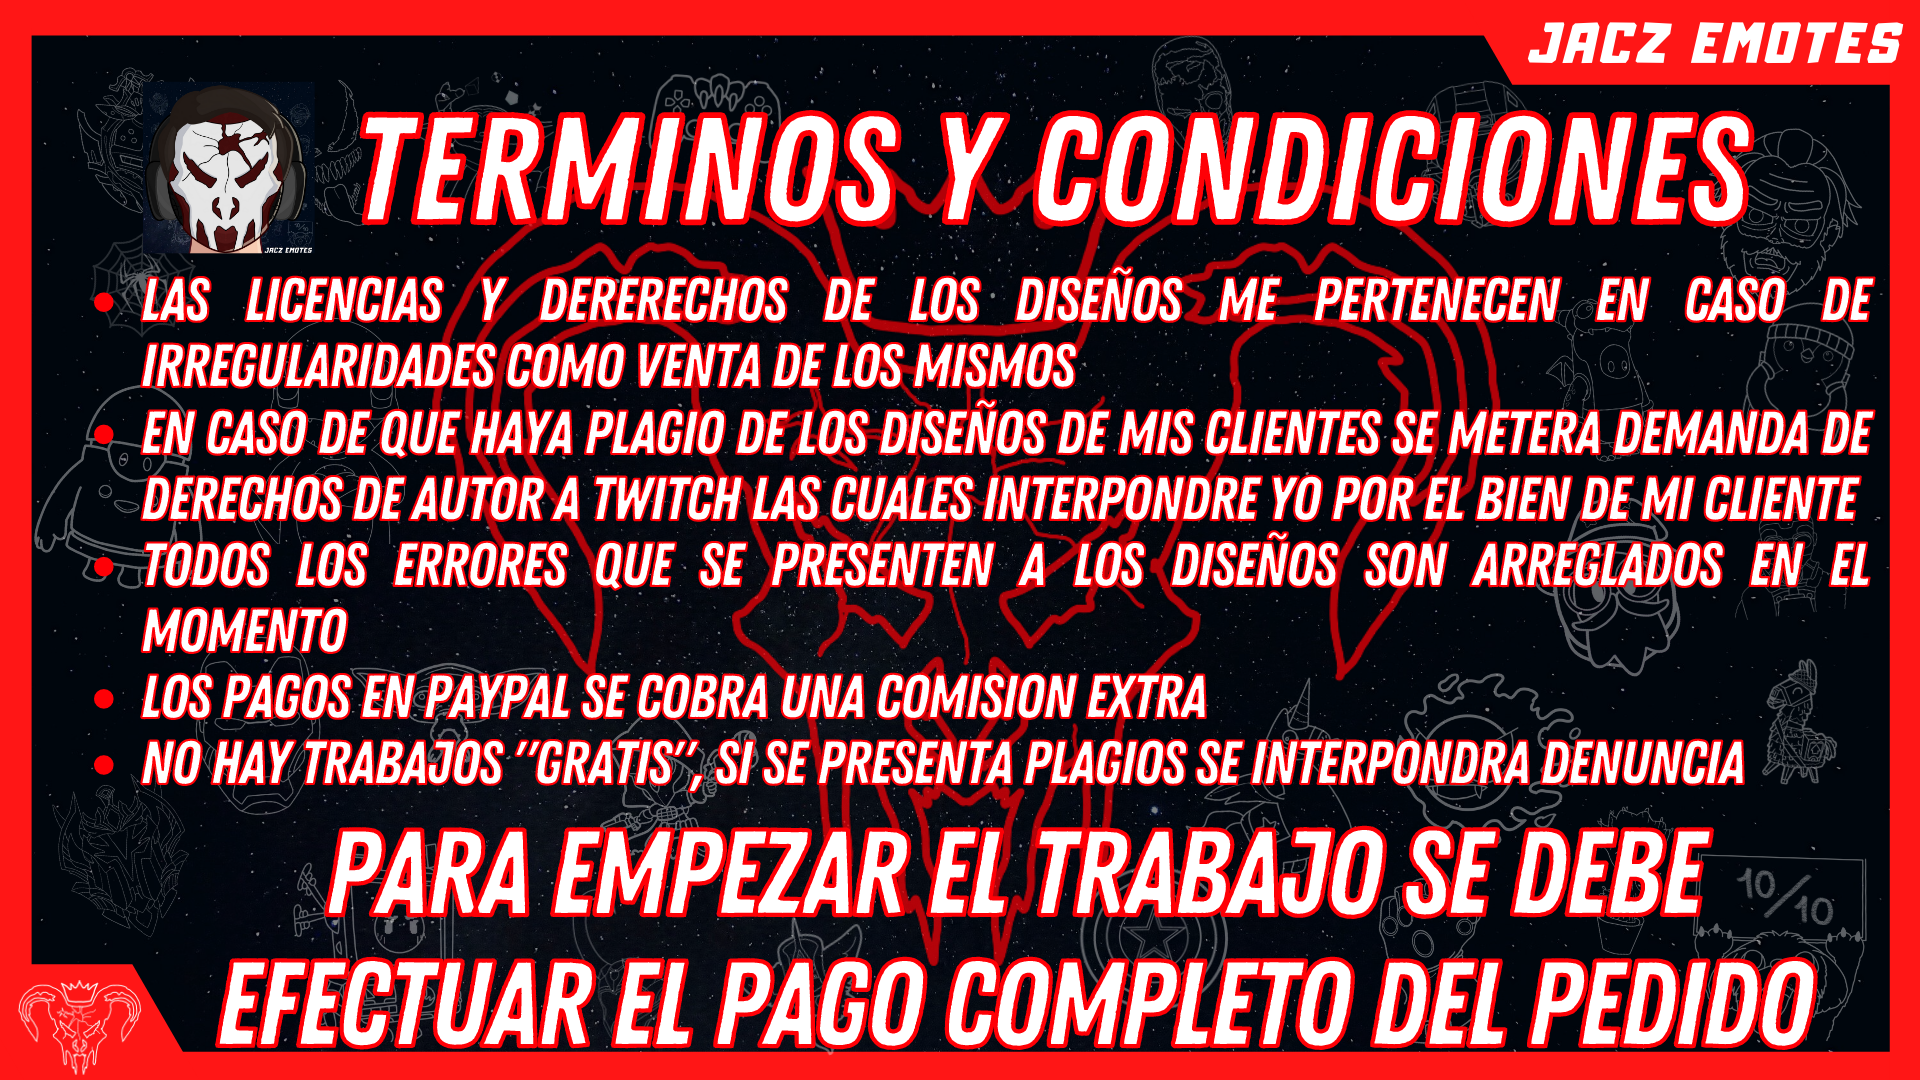 JACZ EMOTES
TERMINOS Y CONDICIONES
JACZ EMOTES
• LAS LICENCIAS Y DERERECHOS DE LOS DISEÑOS ME PERTENECEN EN CASO DE
IRREGULARIDADES COMO VENTA DE LOS MISMOS
• EN CASO DE QUE HAYA PLAGIO DE LOS DISEÑOS DE MIS CLIENTES SE METERA DEMANDA DE
DERECHOS DE AUTOR A TWITCH LAS CUALES INTERPONDRE YO POR EL BIEN DE MI CLIENTE
• TODOS LOS ERRORES QUE SE PRESENTEN A LOS DISEÑOS SON ARREGLADOS EN EL
MOMENTO
• LOS PAGOS EN PAYPAL SE COBRA UNA COMISION EXTRA
• NO HAY TRABAJOS "GRATIS", SI SE PRESENTA PLAGIOS SE INTERPONDRA DENUNCIA
PARA EMPEZAR EL TRABAJO SE DEBE
EFECTUAR EL PAGO COMPLETO DEL PEDIDO
10/10